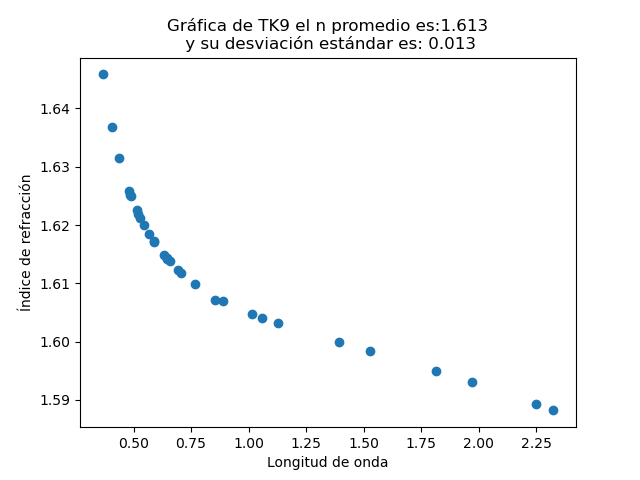 Gráfica de TK9 el n promedio es:1.613
y su desviación estándar es: 0.013
1.64
1.63
1.62
1.61
1.60
1.59
Índice de refracción
0.50 0.75 1.00 1.25 1.50 1.75 2.00 2.25
Longitud de onda